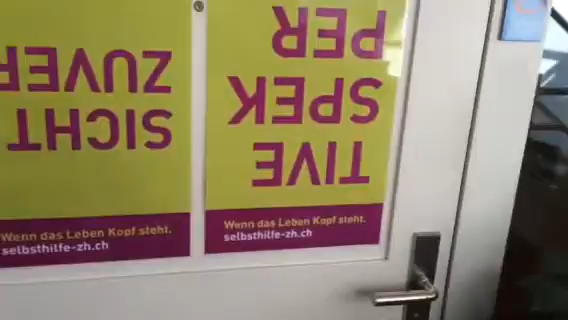 ZUVER
SICHT
Wenn das Leben Kopf steht.
selbsthilfe-zh.ch
PER
SPEK
TIVE
Wenn das Leben Kopf steht.
selbsthilfe-zh.ch